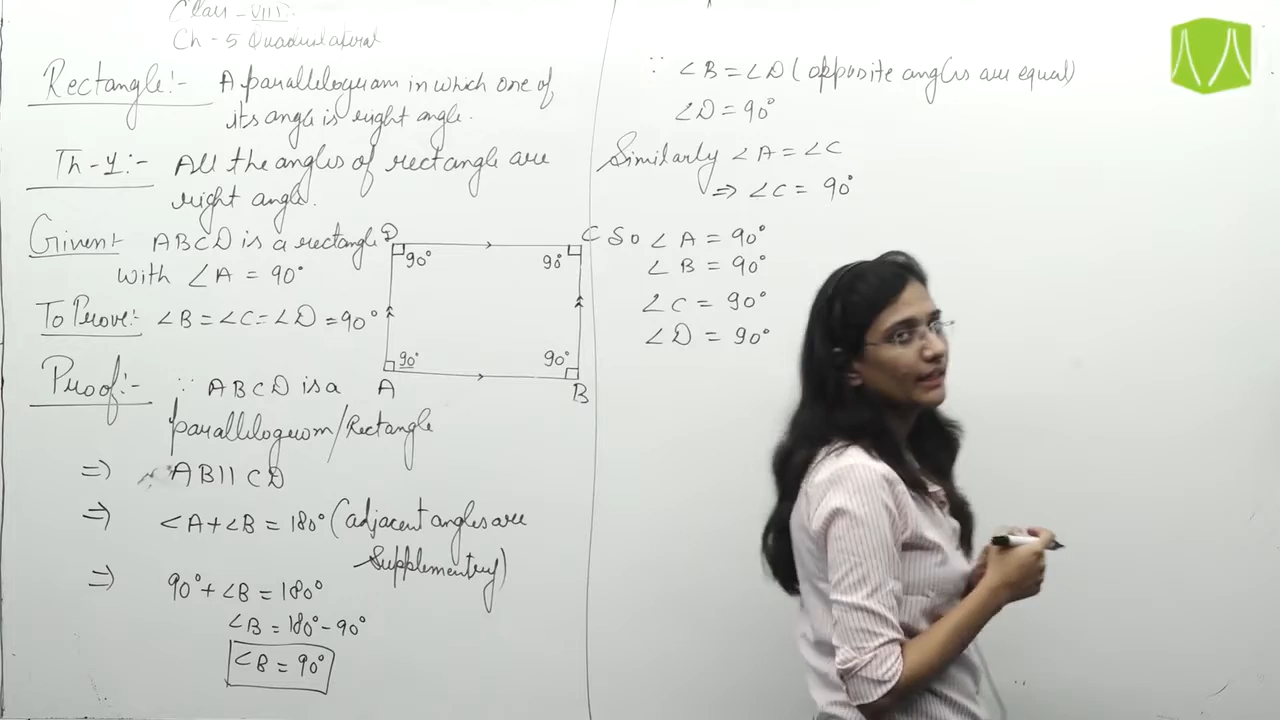 Class - VIII
Ch - 5 Quadrilateral
Rectangle:- A parallelogram in which one of
its angle is right angle.
Th-1:- All the angles of rectangle are
right angle.
Given:- ABCD is a rectangle
with ∠A = 90°
To Prove:- ∠B = ∠C = ∠D = 90°
Proof:- ∵ ABCD is a
parallelogrom/Rectangle
⇒ AB || CD
⇒ ∠A + ∠B = 180° (adjacent angles are
Supplementry)
⇒ 90° + ∠B = 180°
∠B = 180° - 90°
∠B = 90°
D C
90° 90°
90° 90°
A B
∵ ∠B = ∠D (opposite angles are equal)
∠D = 90°
Similarly ∠A = ∠C
⇒ ∠C = 90°
So ∠A = 90°
∠B = 90°
∠C = 90°
∠D = 90°